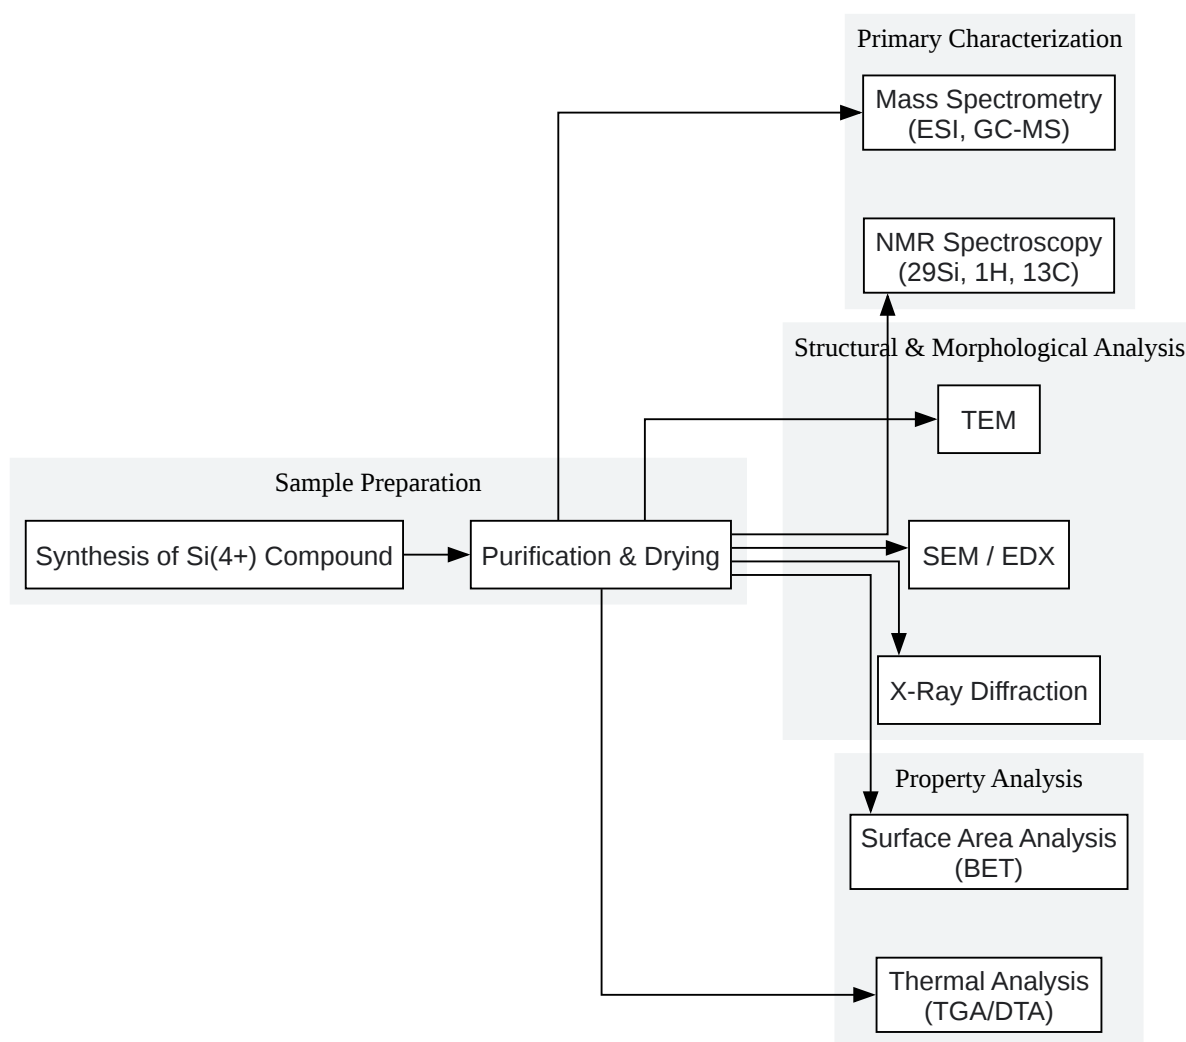 Primary Characterization
Mass Spectrometry
(ESI, GC-MS)
NMR Spectroscopy
(29Si, 1H, 13C)
Structural & Morphological Analysis
TEM
Sample Preparation
Synthesis of Si(4+) Compound
Purification & Drying
SEM / EDX
X-Ray Diffraction
Property Analysis
Surface Area Analysis
(BET)
Thermal Analysis
(TGA/DTA)